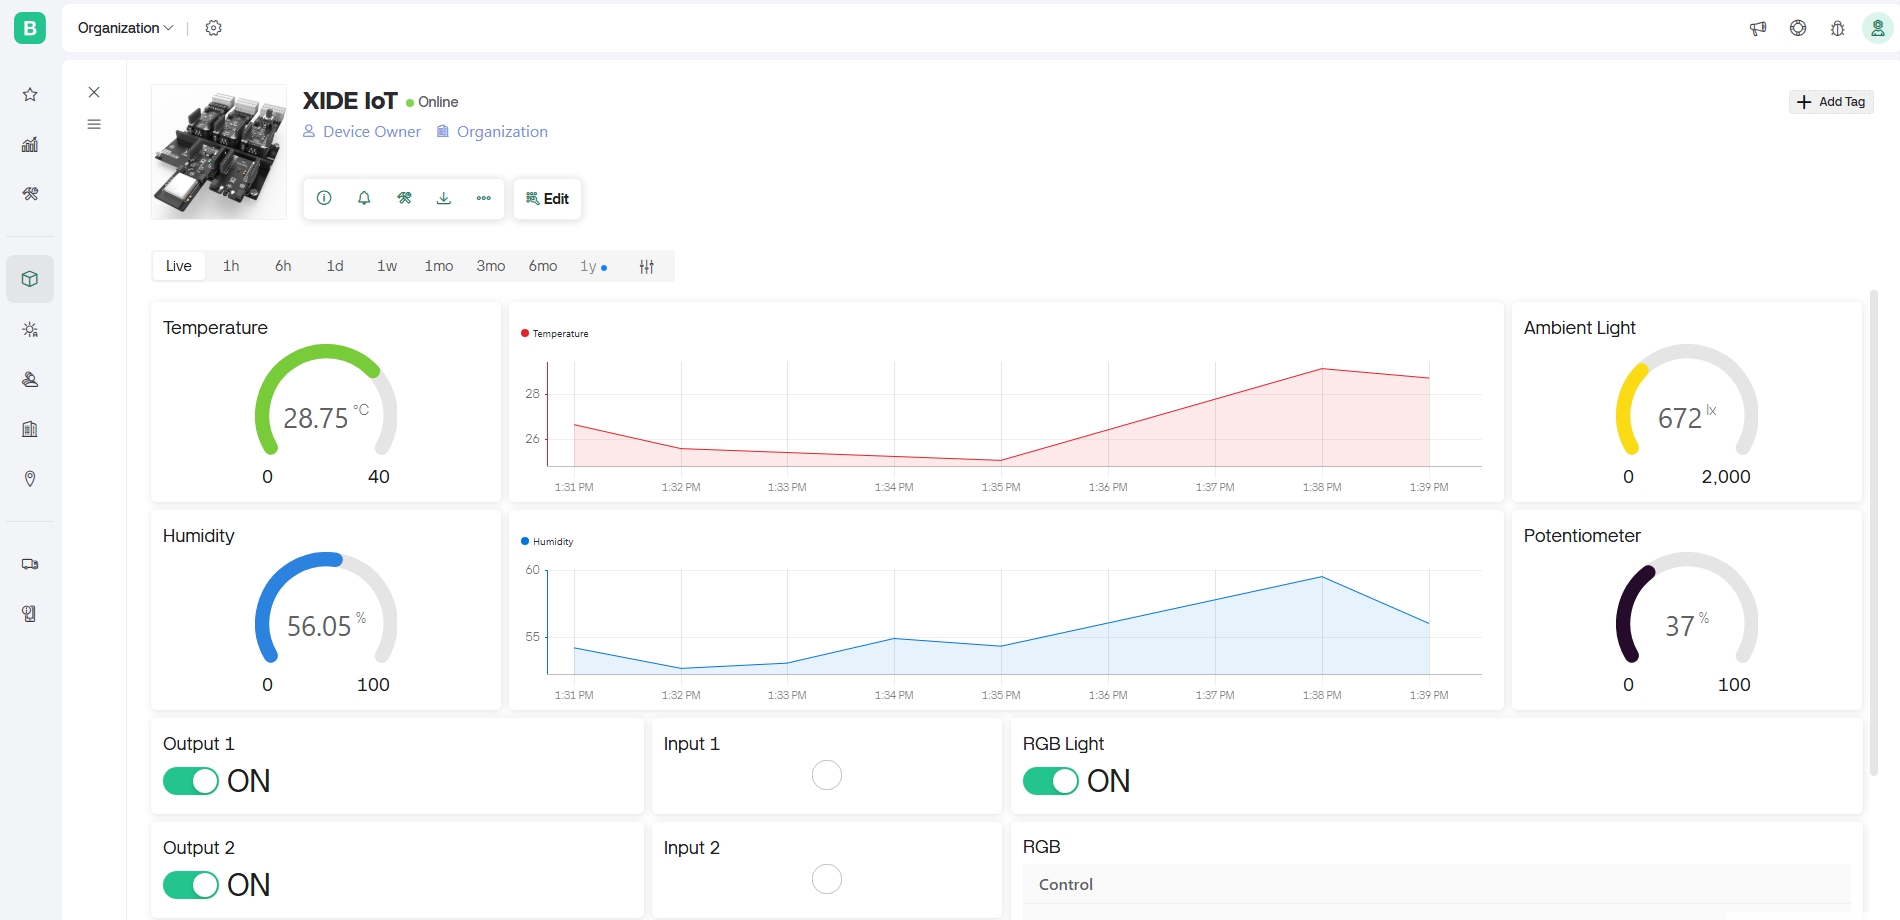 B
Organization
XIDE IoT
Online
Device Owner
Organization
Add Tag
Edit
Live
1h
6h
1d
1w
1mo
3mo
6mo
1y
Temperature
28.75 °C
0
40
Temperature
28
26
1:31 PM
1:32 PM
1:33 PM
1:34 PM
1:35 PM
1:36 PM
1:37 PM
1:38 PM
1:39 PM
Ambient Light
672 lx
0
2,000
Humidity
56.05 %
0
100
Humidity
60
55
1:31 PM
1:32 PM
1:33 PM
1:34 PM
1:35 PM
1:36 PM
1:37 PM
1:38 PM
1:39 PM
Potentiometer
37 %
0
100
Output 1
ON
Input 1
RGB Light
ON
Output 2
ON
Input 2
RGB
Control